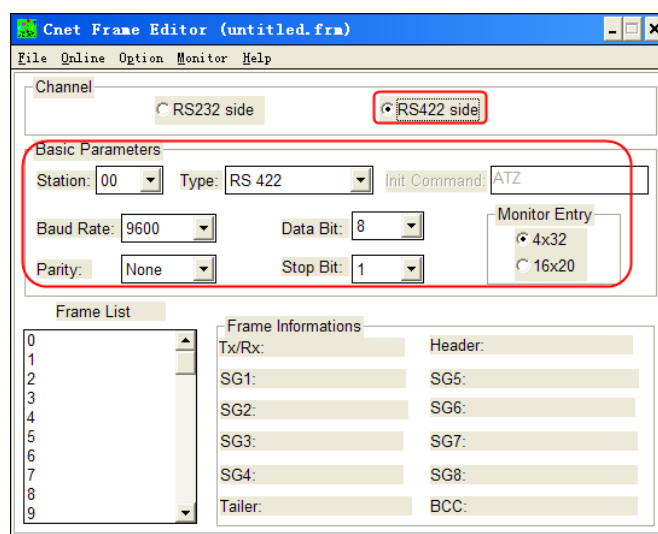 Cnet Frame Editor (untitled.frm)
File Online Option Monitor Help
Channel
RS232 side RS422 side
Basic Parameters
Station: 00 Type: RS 422 Init Command: ATZ
Baud Rate: 9600 Data Bit: 8 Monitor Entry
4x32
Parity: None Stop Bit: 1 16x20
Frame List Frame Informations
0 Tx/Rx: Header:
1
2 SG1: SG5:
3
4 SG2: SG6:
5 SG3: SG7:
6
7 SG4: SG8:
8
9 Tailer: BCC: